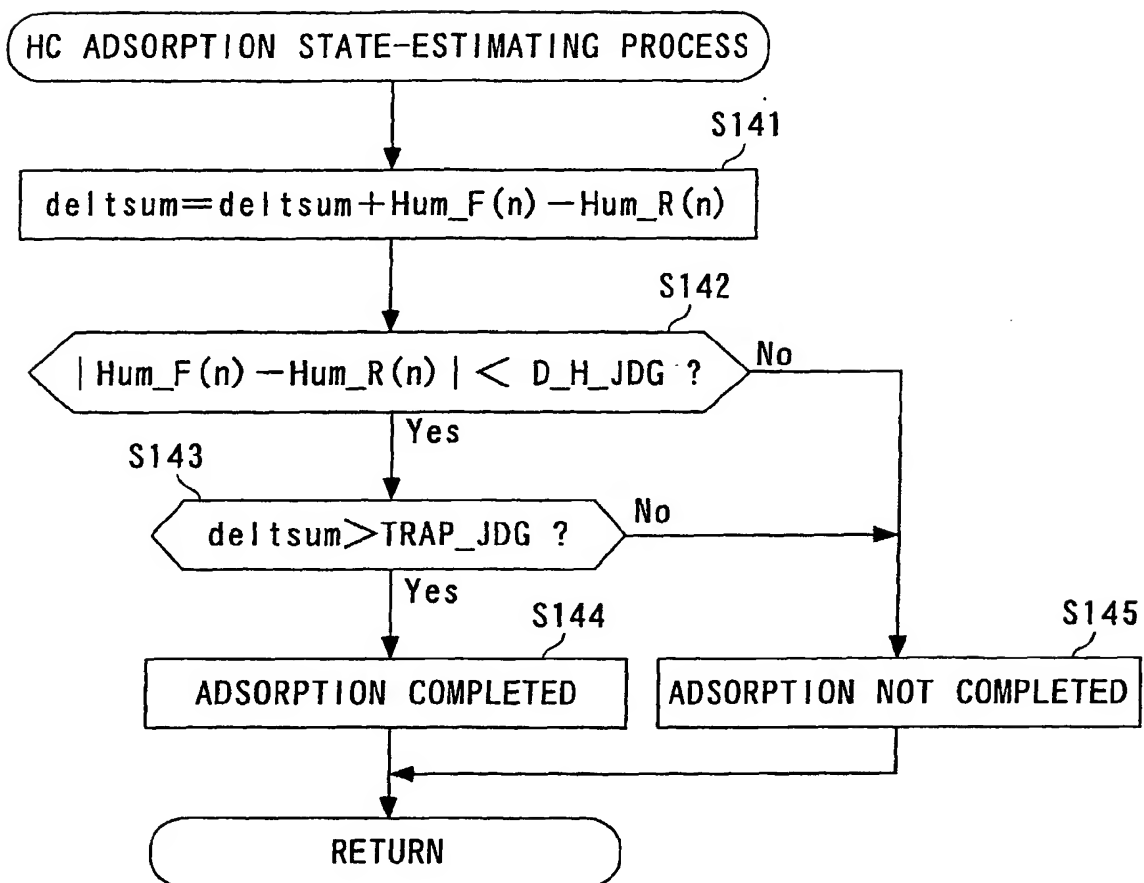 HC ADSORPTION STATE-ESTIMATING PROCESS
S141
deltsum=deltsum+Hum_F(n)-Hum_R(n)
S142
|Hum_F(n)-Hum_R(n)| < D_H_JDG ?
No
Yes
S143
deltsum>TRAP_JDG ?
No
Yes
S144
S145
ADSORPTION COMPLETED
ADSORPTION NOT COMPLETED
RETURN